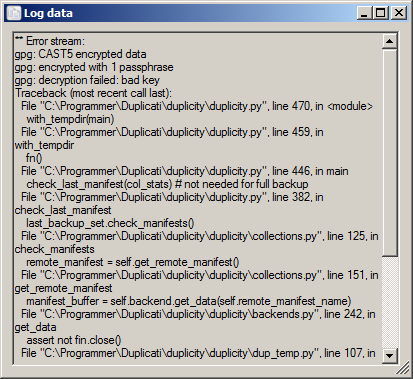 Log data
** Error stream:
gpg: CAST5 encrypted data
gpg: encrypted with 1 passphrase
gpg: decryption failed: bad key
Traceback (most recent call last):
File "C:\Programmer\Duplicati\duplicity\duplicity.py", line 470, in <module>
with_tempdir(main)
File "C:\Programmer\Duplicati\duplicity\duplicity.py", line 459, in
with_tempdir
fn()
File "C:\Programmer\Duplicati\duplicity\duplicity.py", line 446, in main
check_last_manifest(col_stats) # not needed for full backup
File "C:\Programmer\Duplicati\duplicity\duplicity.py", line 382, in
check_last_manifest
last_backup_set.check_manifests()
File "C:\Programmer\Duplicati\duplicity\duplicity\collections.py", line 125, in
check_manifests
remote_manifest = self.get_remote_manifest()
File "C:\Programmer\Duplicati\duplicity\duplicity\collections.py", line 151, in
get_remote_manifest
manifest_buffer = self.backend.get_data(self.remote_manifest_name)
File "C:\Programmer\Duplicati\duplicity\duplicity\backends.py", line 242, in
get_data
assert not fin.close()
File "C:\Programmer\Duplicati\duplicity\duplicity\dup_temp.py", line 107, in